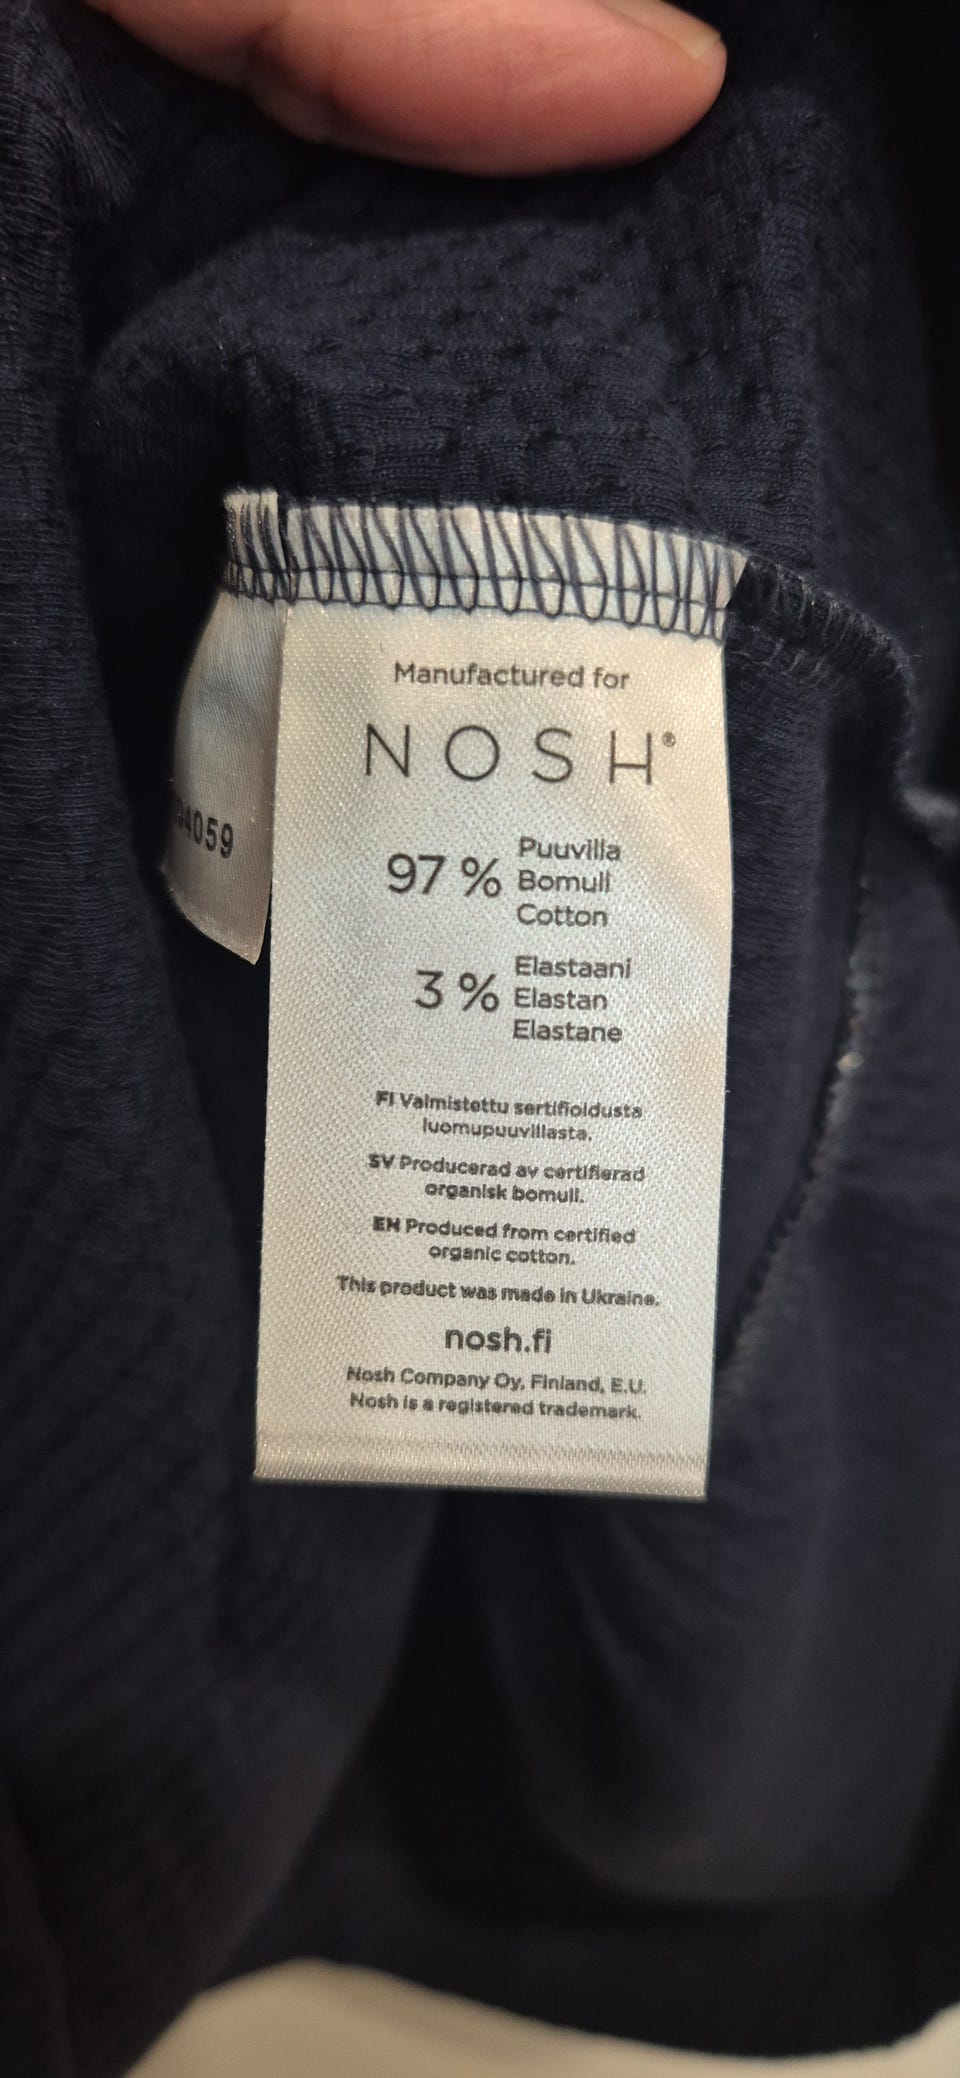 Manufactured for
NOSH®
97 % Puuvilla
Bomull
Cotton
3 % Elastaani
Elastan
Elastane
FI Valmistettu sertifioidusta
luomupuuvillasta.
SV Producerad av certifierad
organisk bomull.
EN Produced from certified
organic cotton.
This product was made in Ukraine.
nosh.fi
Nosh Company Oy, Finland, E.U.
Nosh is a registered trademark.
4059